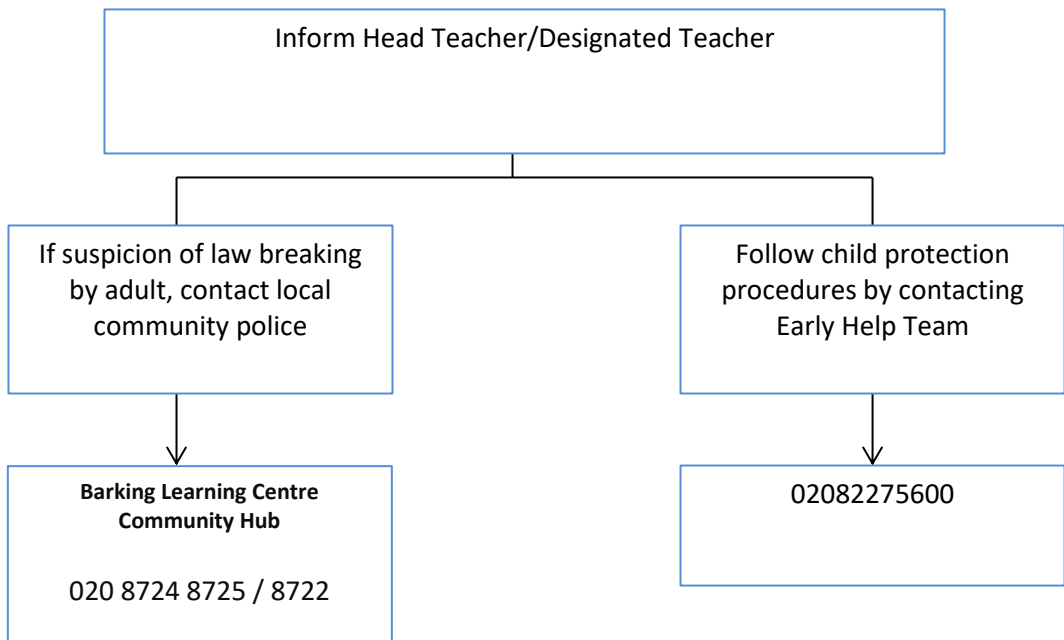 Inform Head Teacher/Designated Teacher
If suspicion of law breaking
by adult, contact local
community police
Follow child protection
procedures by contacting
Early Help Team
Barking Learning Centre
Community Hub
020 8724 8725 / 8722
02082275600